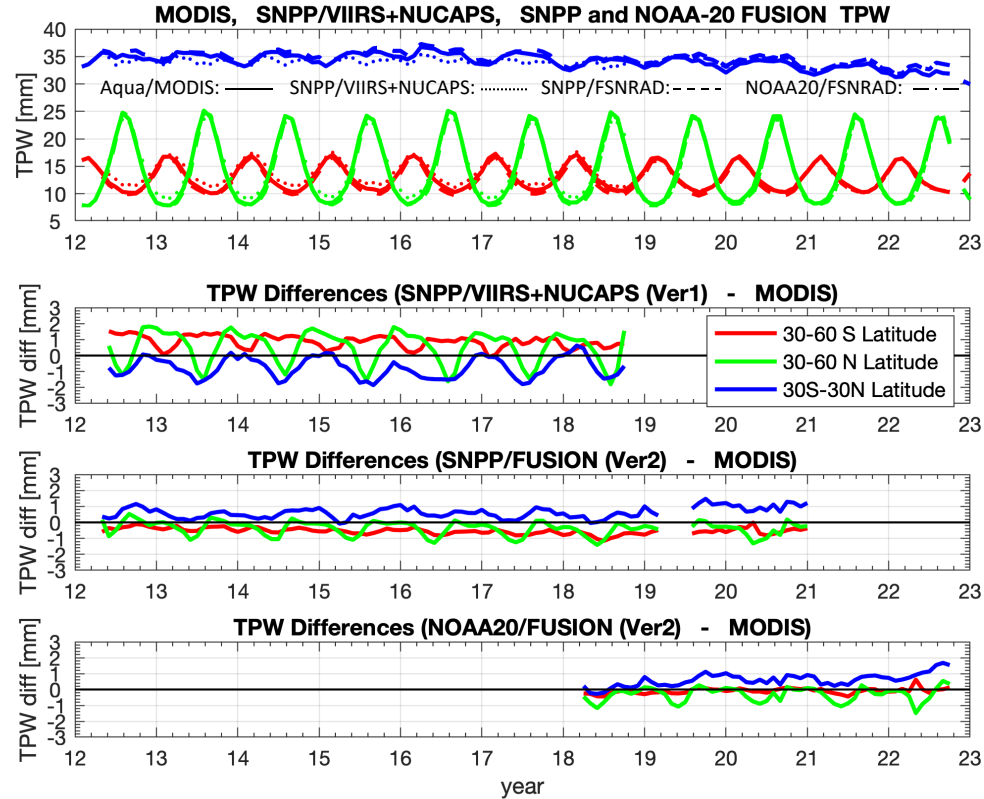 MODIS, SNPP/VIIRS+NUCAPS, SNPP and NOAA-20 FUSION TPW
TPW [mm]
40
35
30
25
20
15
10
5
Aqua/MODIS: SNPP/VIIRS+NUCAPS: SNPP/FSNRAD: NOAA20/FSNRAD:
12 13 14 15 16 17 18 19 20 21 22 23
TPW Differences (SNPP/VIIRS+NUCAPS (Ver1) - MODIS)
TPW diff [mm]
3
2
1
0
-1
-2
-3
30-60 S Latitude
30-60 N Latitude
30S-30N Latitude
12 13 14 15 16 17 18 19 20 21 22 23
TPW Differences (SNPP/FUSION (Ver2) - MODIS)
TPW diff [mm]
3
2
1
0
-1
-2
-3
12 13 14 15 16 17 18 19 20 21 22 23
TPW Differences (NOAA20/FUSION (Ver2) - MODIS)
TPW diff [mm]
3
2
1
0
-1
-2
-3
12 13 14 15 16 17 18 19 20 21 22 23
year